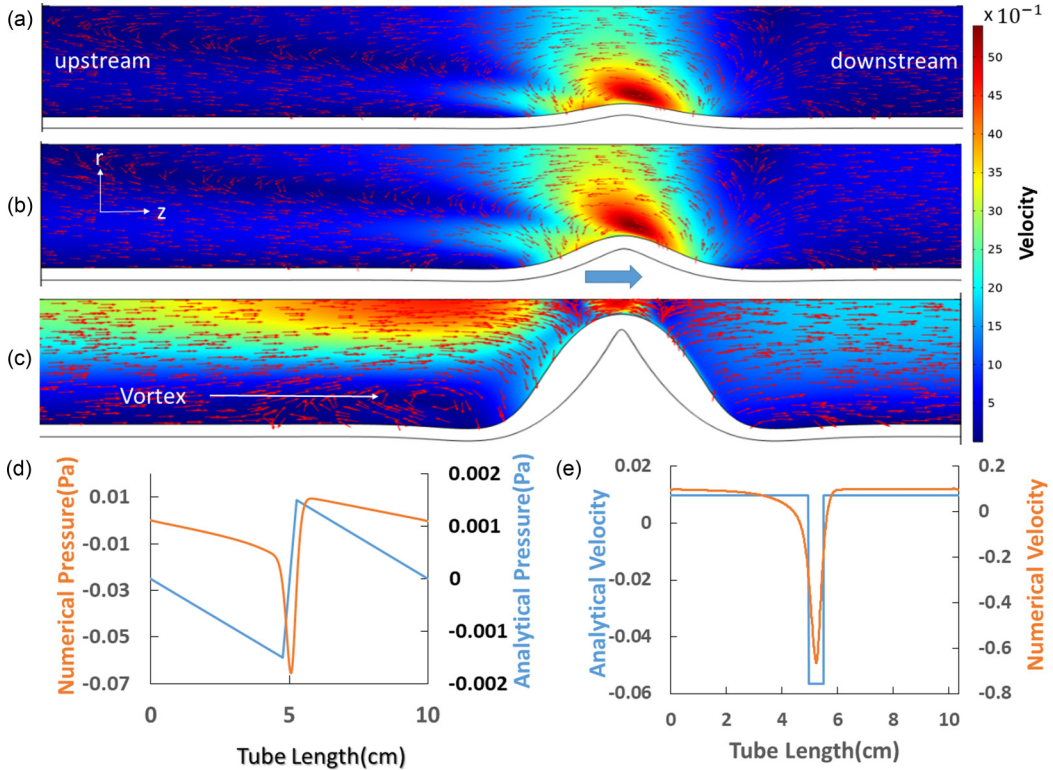 (a)
upstream
downstream
× 10⁻¹
50
45
40
35
30
25
20
15
10
5
Velocity
(b)
r
z
(c)
Vortex
(d)
Numerical Pressure(Pa)
0.01
-0.01
-0.03
-0.05
-0.07
0
5
10
Tube Length(cm)
0.002
0.001
0
-0.001
-0.002
Analytical Pressure(Pa)
(e)
Analytical Velocity
0.02
0
-0.02
-0.04
-0.06
0
2
4
6
8
10
Tube Length(cm)
0.2
0
-0.2
-0.4
-0.6
-0.8
Numerical Velocity